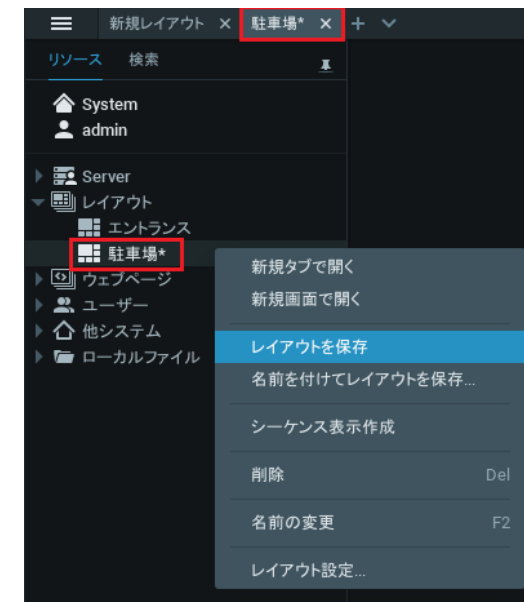 新規レイアウト 駐車場*
リソース 検索
System
admin
Server
レイアウト
エントランス
駐車場*
ウェブページ
ユーザー
他システム
ローカルファイル
新規タブで開く
新規画面で開く
レイアウトを保存
名前を付けてレイアウトを保存...
シーケンス表示作成
削除 Del
名前の変更 F2
レイアウト設定...